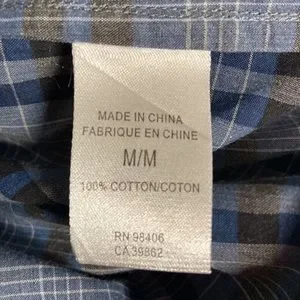 MADE IN CHINA
FABRIQUE EN CHINE
M/M
100% COTTON/COTON
RN 98406
CA 39862